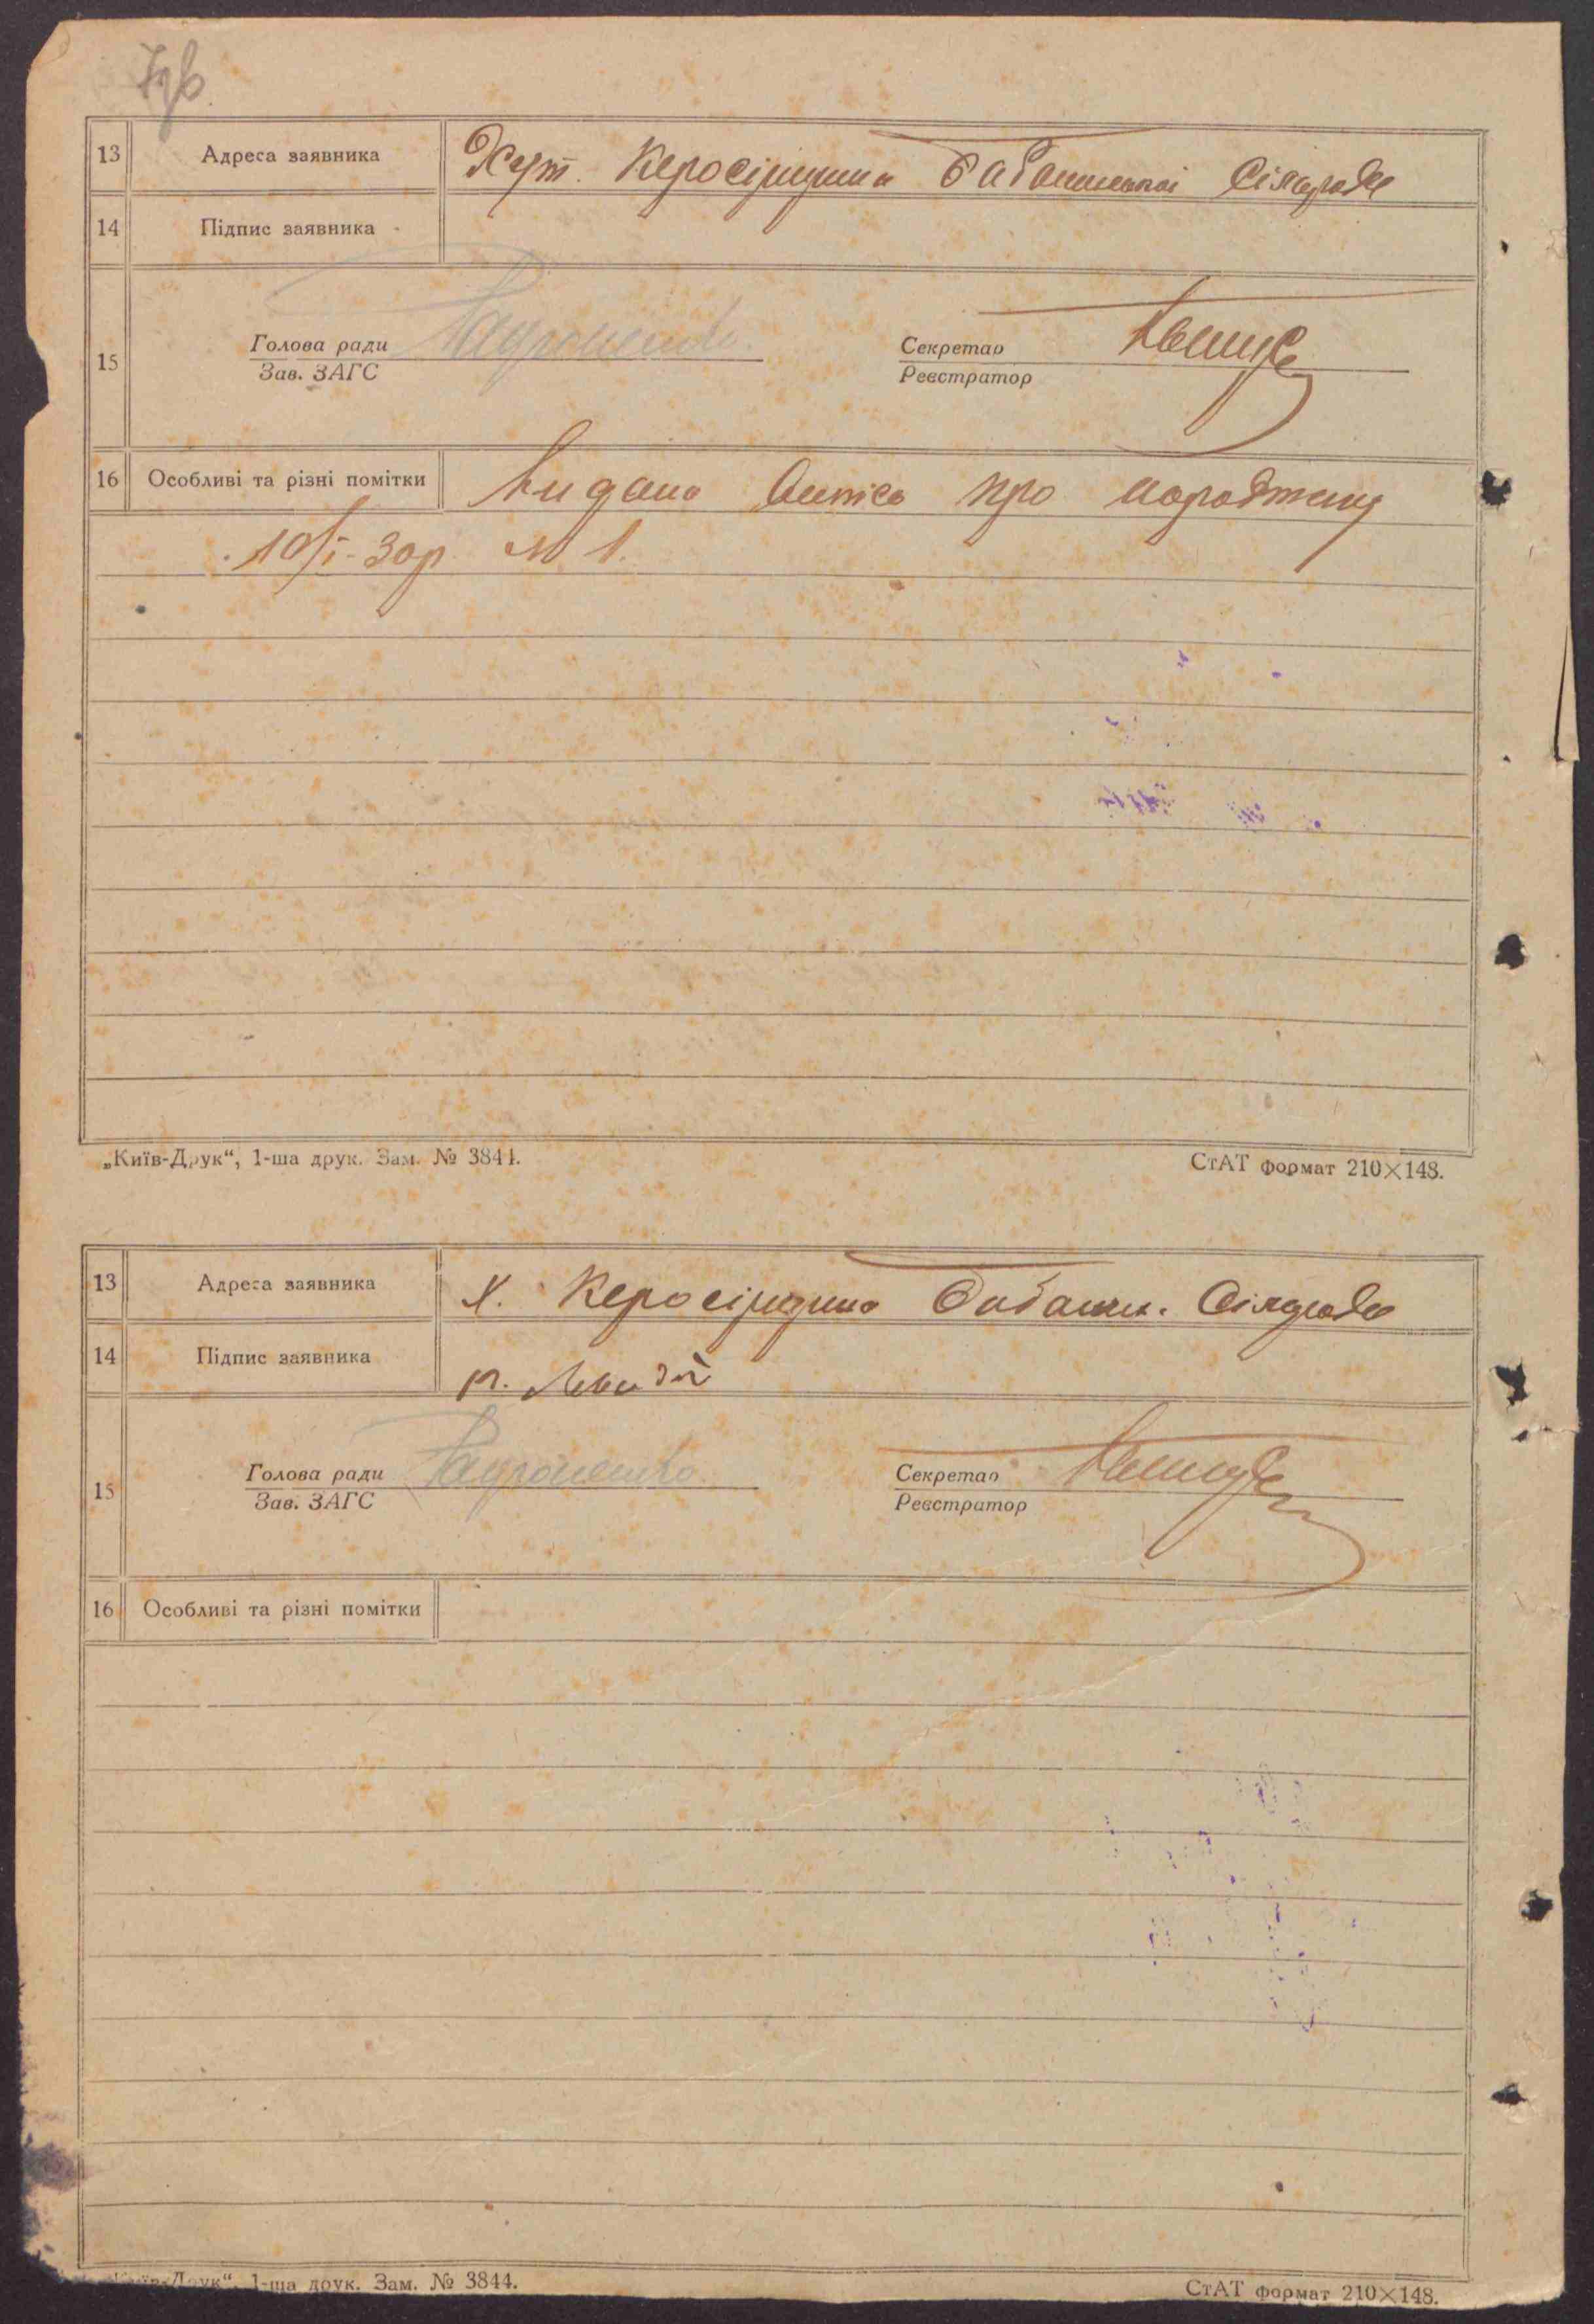 13 Адреса заявника Хут. Керосірщина Бабанської Сільради
14 Підпис заявника
15 Голова ради Секретар
Зав. ЗАГС Реєстратор
16 Особливі та різні помітки Видана випись про народження
10/I-30р. № 1.
„Київ-Друк“, 1-ша друк. Зам. № 3844. СтАТ формат 210×148.
13 Адреса заявника Х. Керосірщина Сільради
14 Підпис заявника
15 Голова ради Секретар
Зав. ЗАГС Реєстратор
16 Особливі та різні помітки
„Київ-Друк“, 1-ша друк. Зам. № 3844. СтАТ формат 210×148.